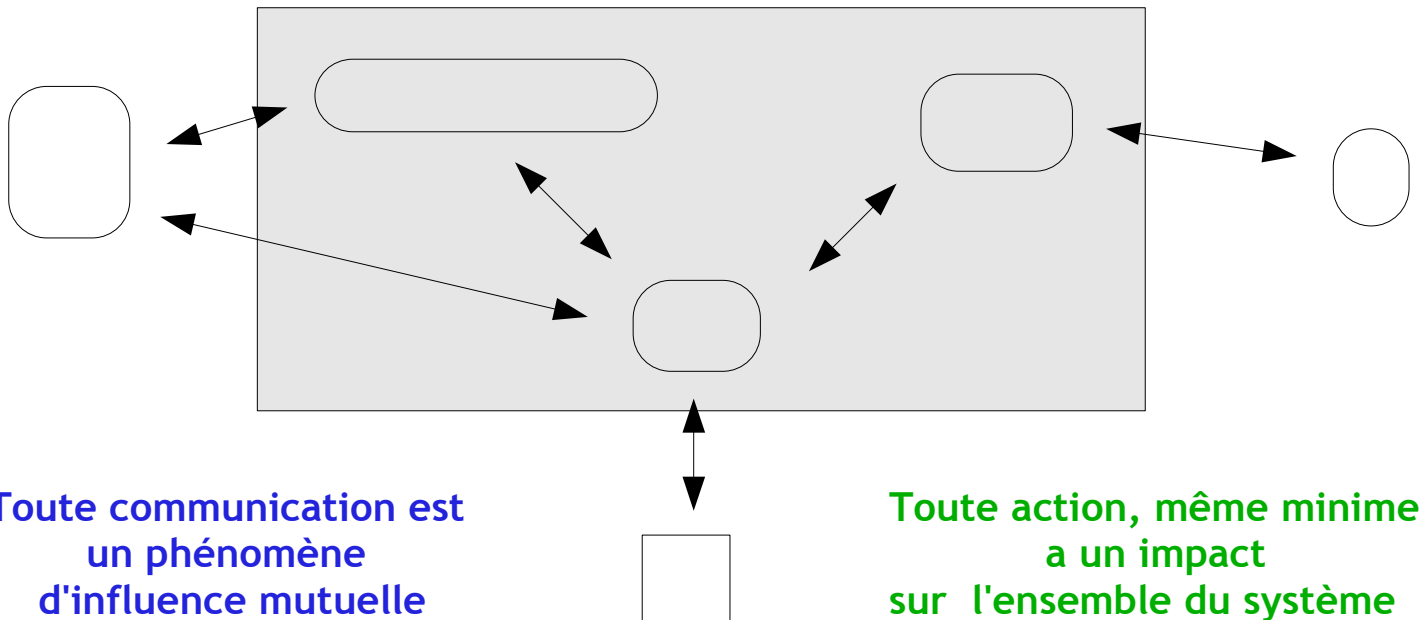 Toute communication est
un phénomène
d'influence mutuelle
Toute action, même minime
a un impact
sur l'ensemble du système